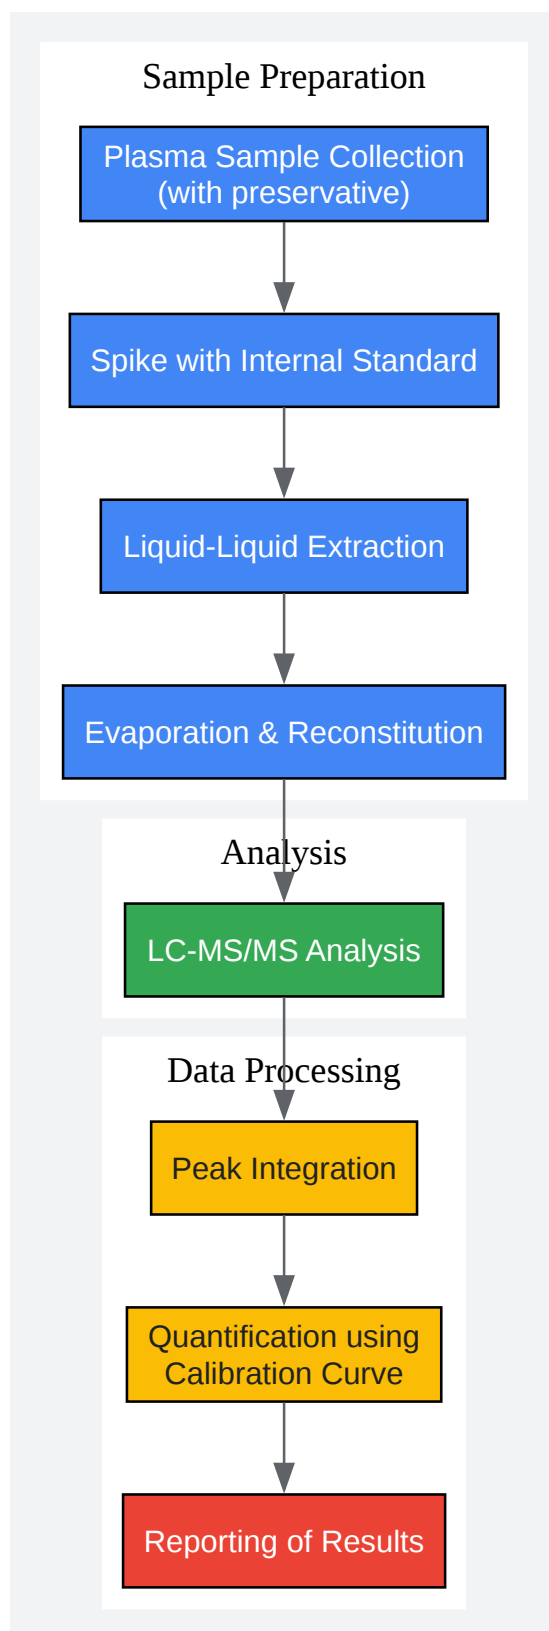 Sample Preparation
Plasma Sample Collection
(with preservative)
Spike with Internal Standard
Liquid-Liquid Extraction
Evaporation & Reconstitution
Analysis
LC-MS/MS Analysis
Data Processing
Peak Integration
Quantification using
Calibration Curve
Reporting of Results